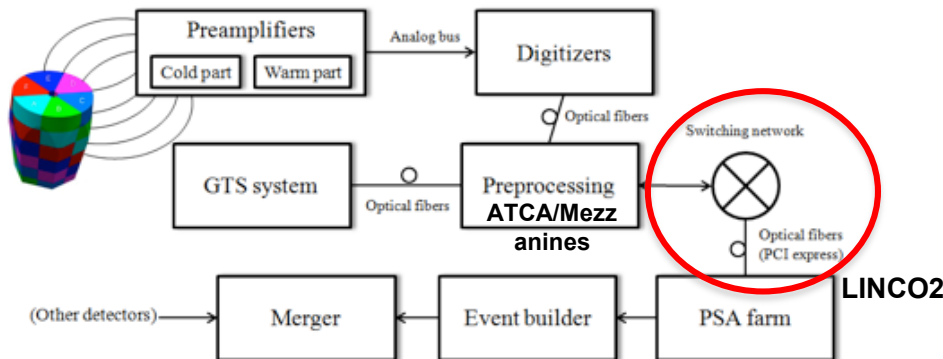 Preamplifiers
Cold part
Warm part
Analog bus
Digitizers
Optical fibers
Switching network
GTS system
Optical fibers
Preprocessing
ATCA/Mezz
anines
Optical fibers
(PCI express)
LINCO2
(Other detectors)
Merger
Event builder
PSA farm